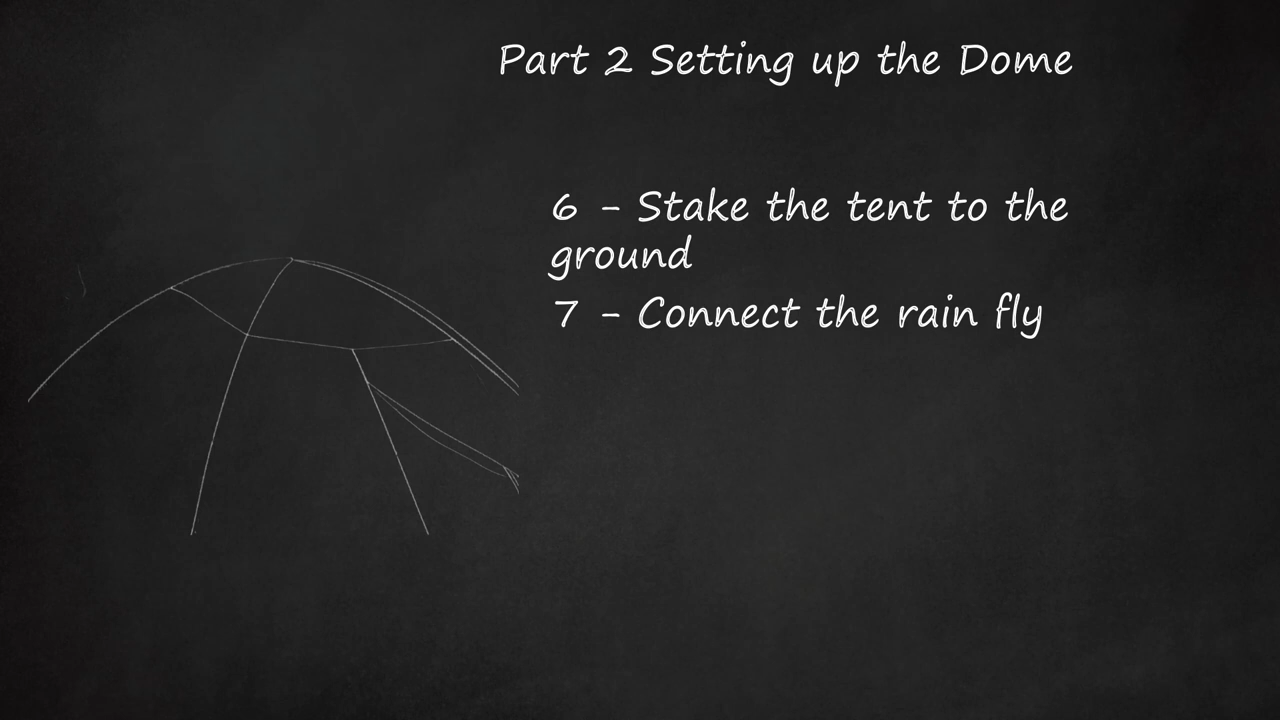 Part 2 Setting up the Dome
6 - Stake the tent to the
ground
7 - Connect the rain fly